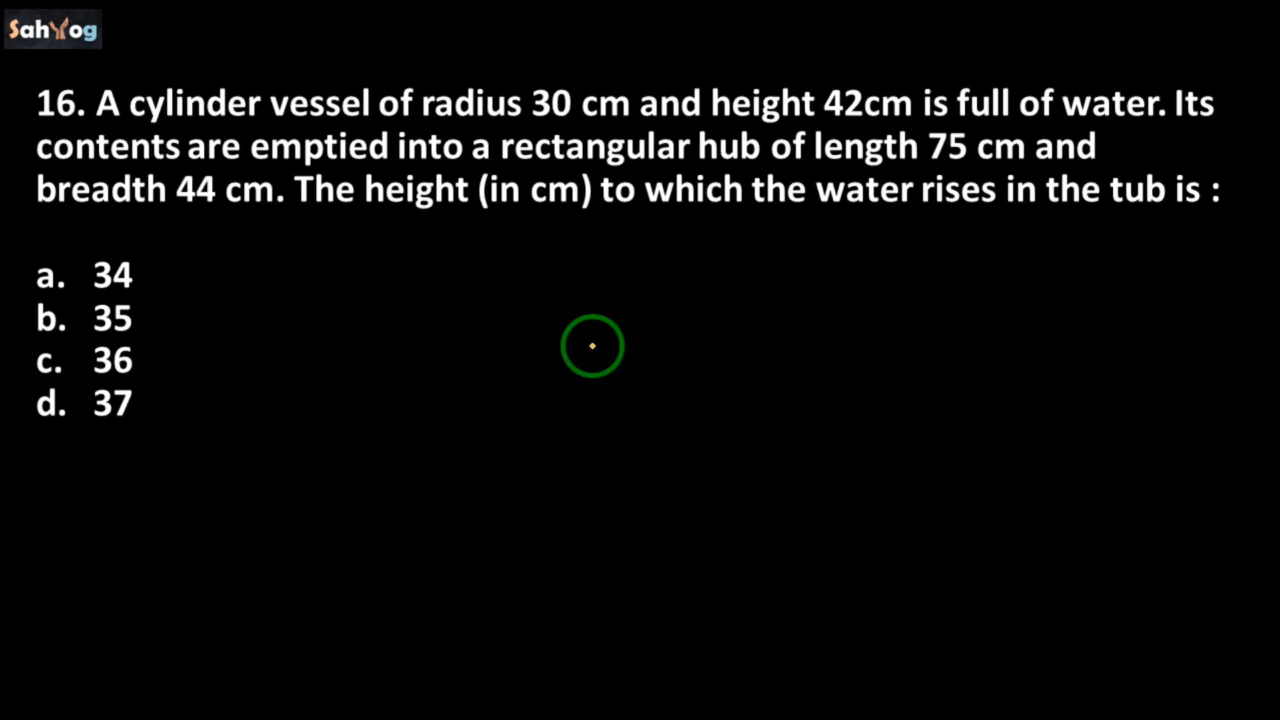 SahYog
16. A cylinder vessel of radius 30 cm and height 42cm is full of water. Its
contents are emptied into a rectangular hub of length 75 cm and
breadth 44 cm. The height (in cm) to which the water rises in the tub is :
a. 34
b. 35
c. 36
d. 37